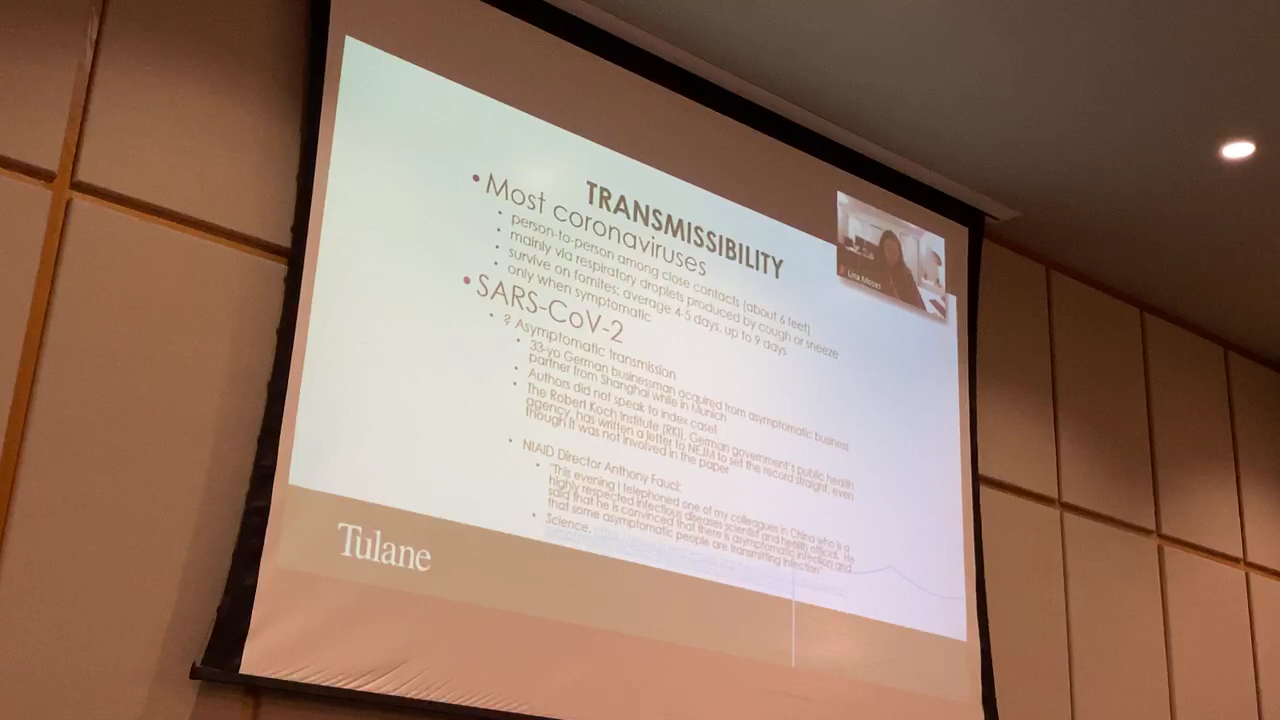 TRANSMISSIBILITY
• Most coronaviruses
• person-to-person among close contacts (about 6 feet)
• mainly via respiratory droplets produced by cough or sneeze
• survive on fomites: average 4-5 days, up to 9 days
• only when symptomatic
• SARS-CoV-2
• ? Asymptomatic transmission
• 33-yo German businessman acquired from asymptomatic business
partner from Shanghai while in Munich
• Authors did not speak to index case!
• The Robert Koch Institute (RKI), German government's public health
agency, has written a letter to NEJM to set the record straight, even
though it was not involved in the paper
• NIAID Director Anthony Fauci:
• "This evening I telephoned one of my colleagues in China who is a
highly respected infectious diseases scientist and health official. He
said that he is convinced that there is asymptomatic infection and
that some asymptomatic people are transmitting infection"
• Science.
Lina Moses
Tulane